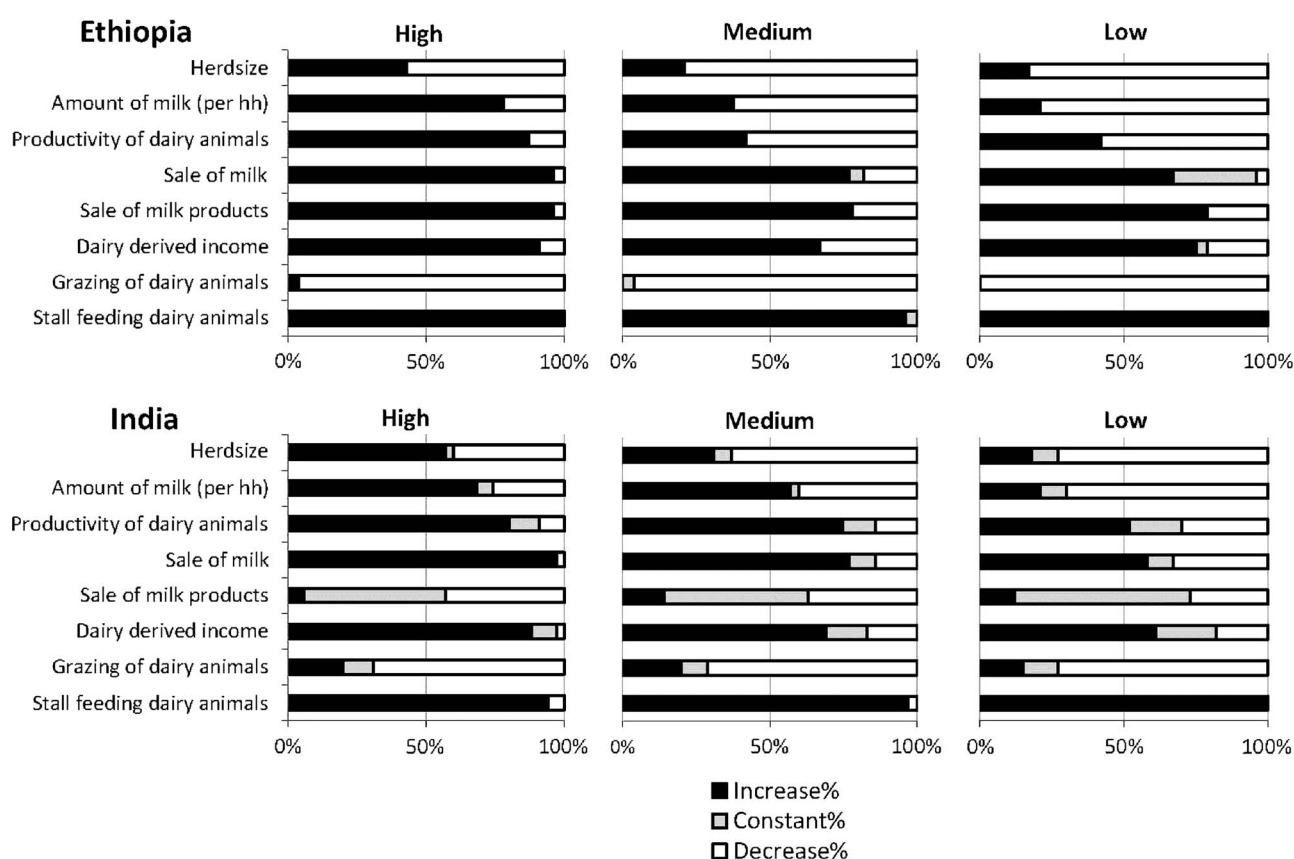 Ethiopia
High Medium Low
Herdsize
Amount of milk (per hh)
Productivity of dairy animals
Sale of milk
Sale of milk products
Dairy derived income
Grazing of dairy animals
Stall feeding dairy animals
0% 50% 100% 0% 50% 100% 0% 50% 100%
India
High Medium Low
Herdsize
Amount of milk (per hh)
Productivity of dairy animals
Sale of milk
Sale of milk products
Dairy derived income
Grazing of dairy animals
Stall feeding dairy animals
0% 50% 100% 0% 50% 100% 0% 50% 100%
Increase%
Constant%
Decrease%